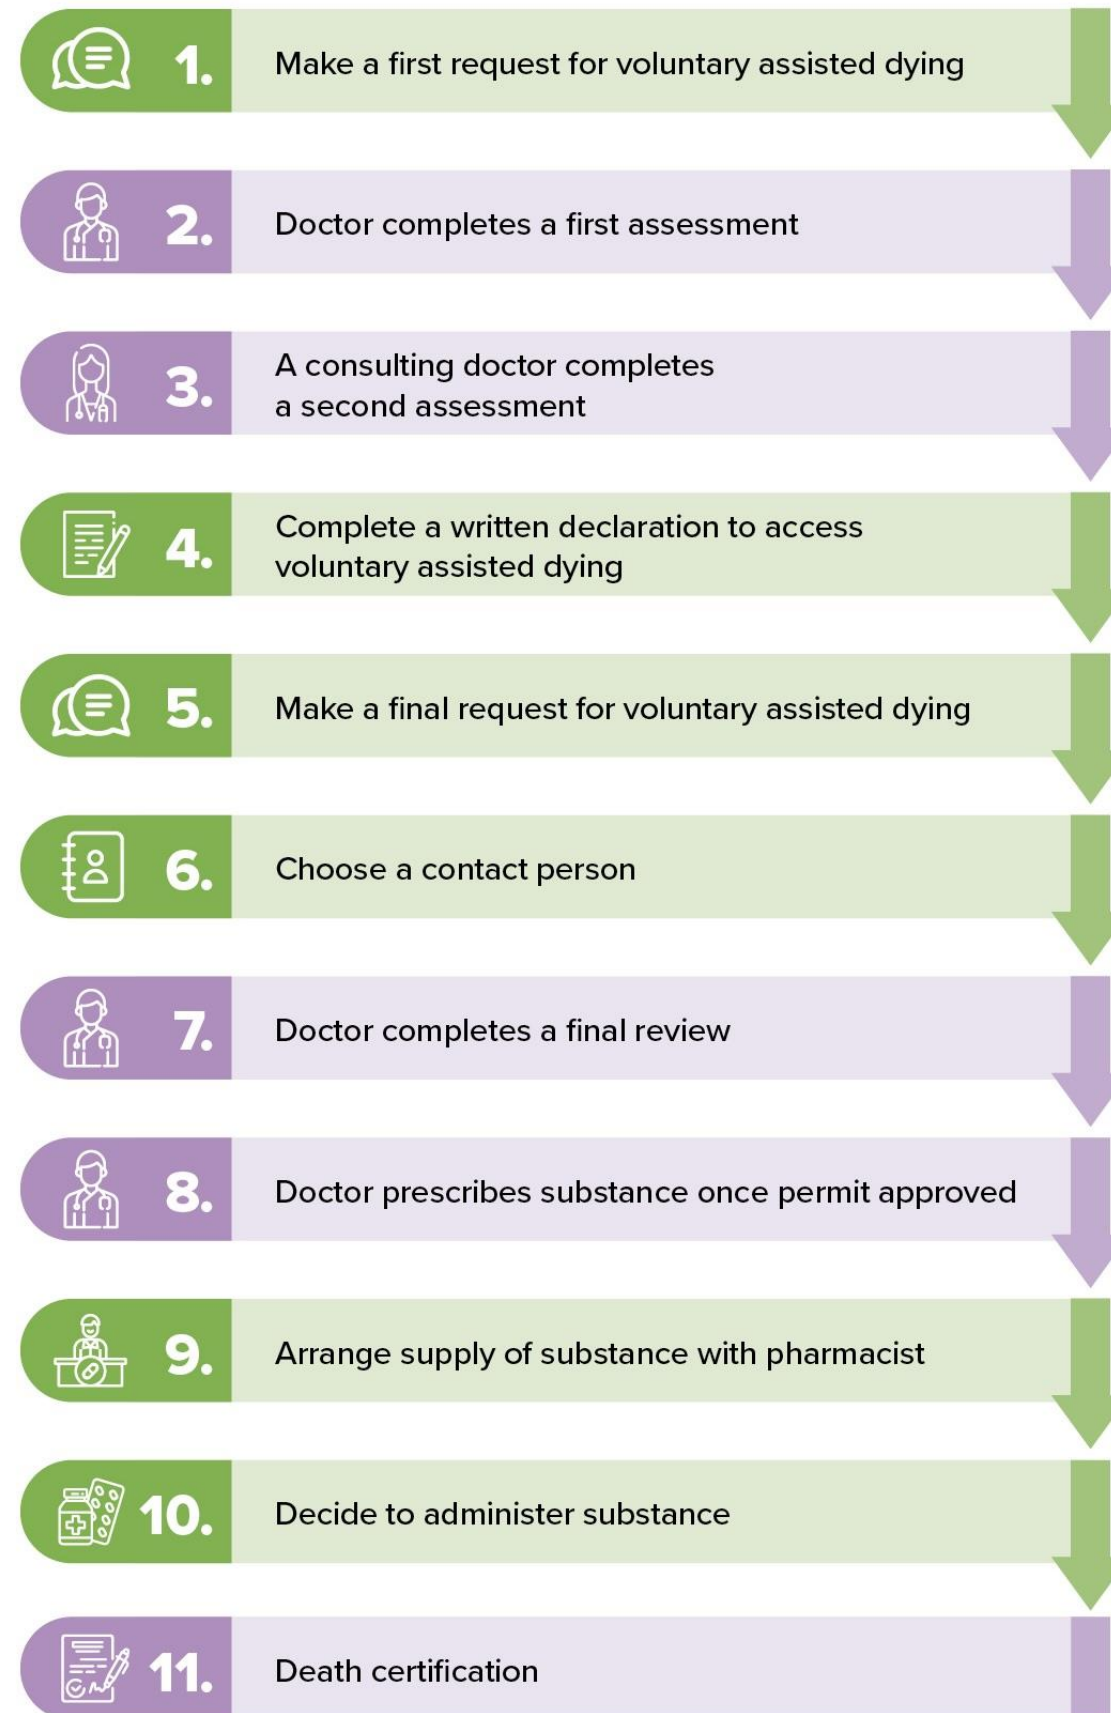 1. Make a first request for voluntary assisted dying
2. Doctor completes a first assessment
3. A consulting doctor completes
a second assessment
4. Complete a written declaration to access
voluntary assisted dying
5. Make a final request for voluntary assisted dying
6. Choose a contact person
7. Doctor completes a final review
8. Doctor prescribes substance once permit approved
9. Arrange supply of substance with pharmacist
10. Decide to administer substance
11. Death certification